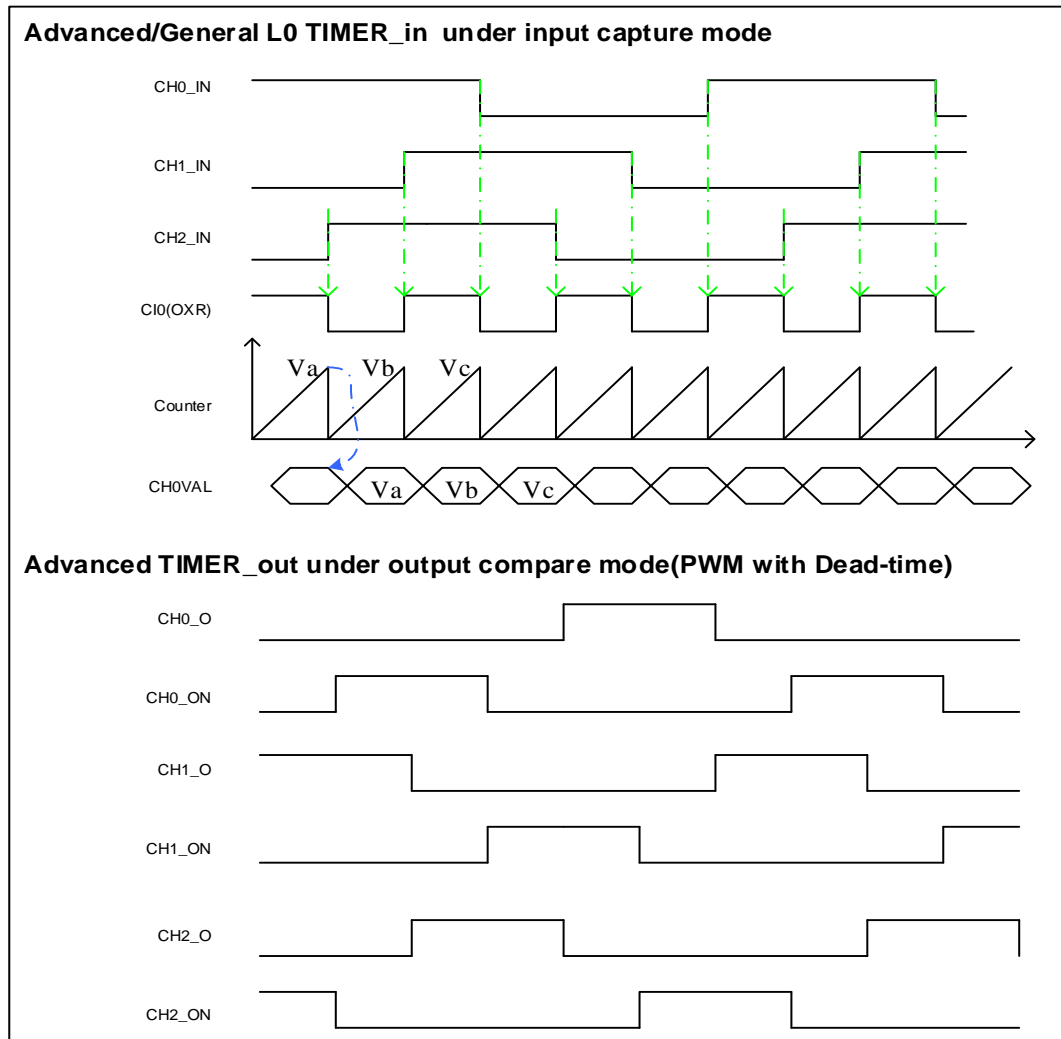 Advanced/General L0 TIMER_in under input capture mode
CH0_IN
CH1_IN
CH2_IN
CI0(OXR)
Va Vb Vc
Counter
CH0VAL Va Vb Vc
Advanced TIMER_out under output compare mode(PWM with Dead-time)
CH0_O
CH0_ON
CH1_O
CH1_ON
CH2_O
CH2_ON